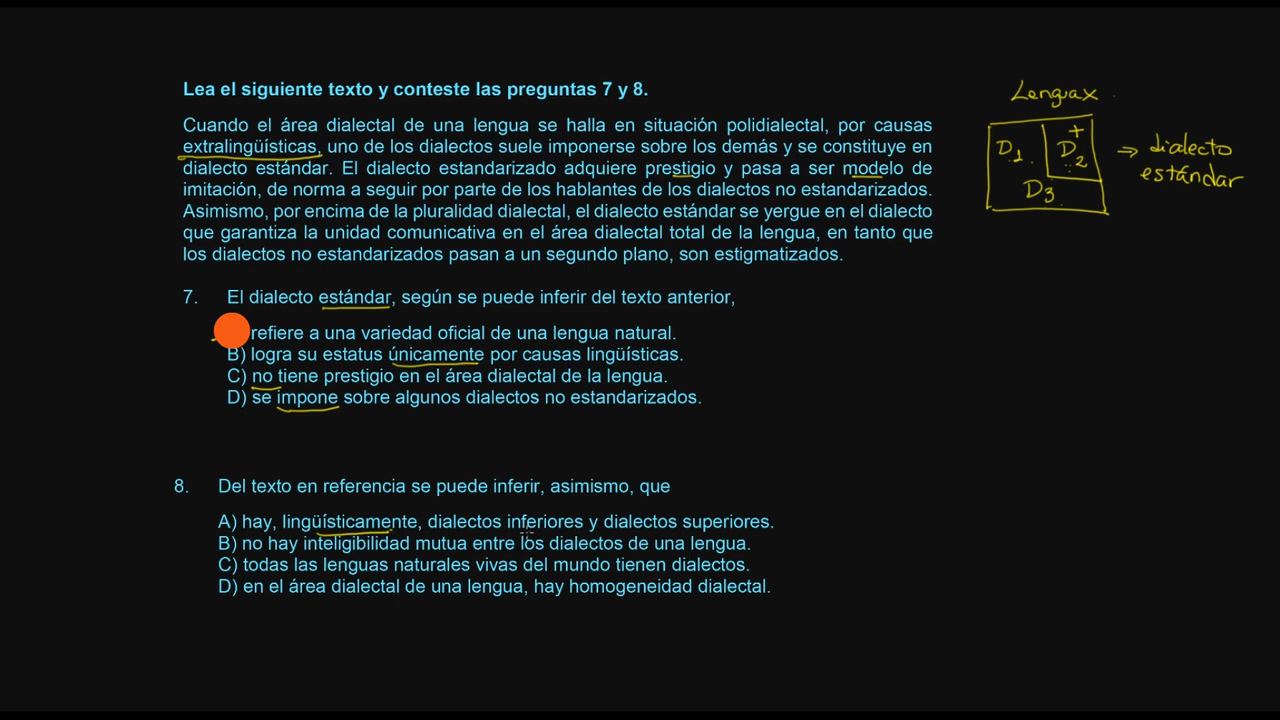 Lea el siguiente texto y conteste las preguntas 7 y 8.
Cuando el área dialectal de una lengua se halla en situación polidialectal, por causas
extralingüísticas, uno de los dialectos suele imponerse sobre los demás y se constituye en
dialecto estándar. El dialecto estandarizado adquiere prestigio y pasa a ser modelo de
imitación, de norma a seguir por parte de los hablantes de los dialectos no estandarizados.
Asimismo, por encima de la pluralidad dialectal, el dialecto estándar se yergue en el dialecto
que garantiza la unidad comunicativa en el área dialectal total de la lengua, en tanto que
los dialectos no estandarizados pasan a un segundo plano, son estigmatizados.
Lengua x
D1
+
D2
D3
⇒ dialecto
estándar
7. El dialecto estándar, según se puede inferir del texto anterior,
refiere a una variedad oficial de una lengua natural.
B) logra su estatus únicamente por causas lingüísticas.
C) no tiene prestigio en el área dialectal de la lengua.
D) se impone sobre algunos dialectos no estandarizados.
8. Del texto en referencia se puede inferir, asimismo, que
A) hay, lingüísticamente, dialectos inferiores y dialectos superiores.
B) no hay inteligibilidad mutua entre los dialectos de una lengua.
C) todas las lenguas naturales vivas del mundo tienen dialectos.
D) en el área dialectal de una lengua, hay homogeneidad dialectal.